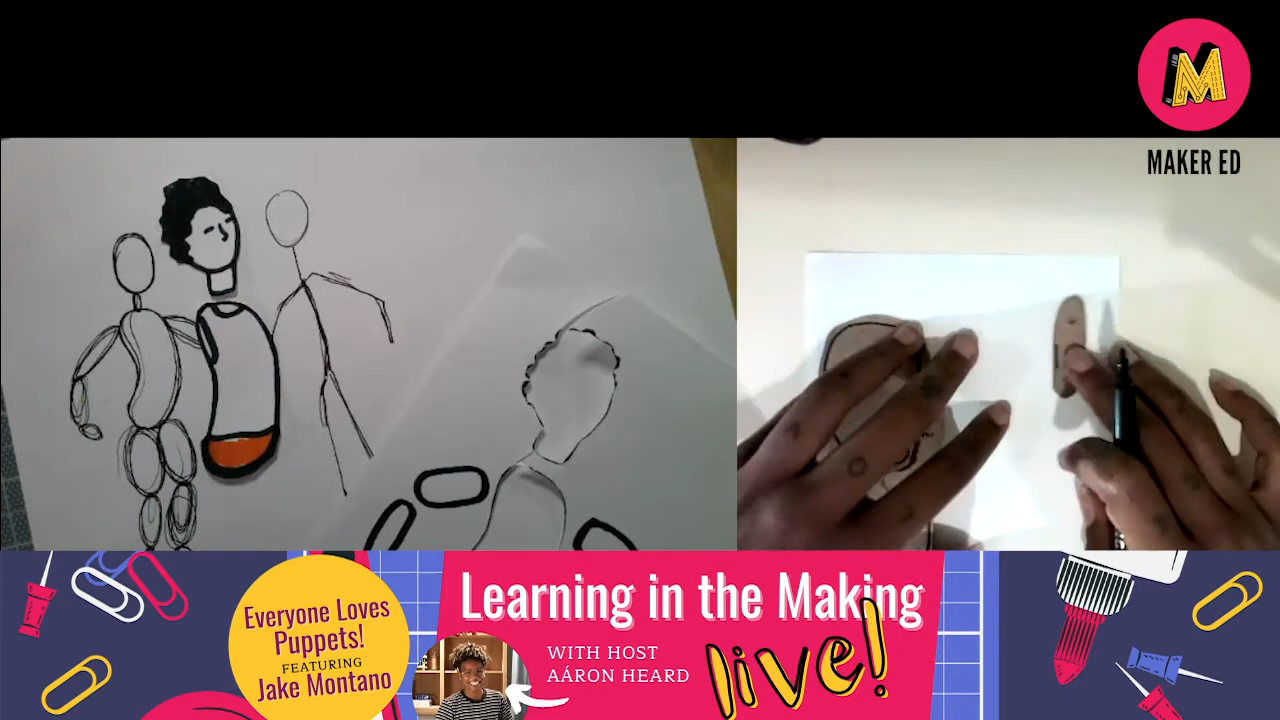 M
MAKER ED
Everyone Loves
Puppets!
FEATURING
Jake Montano
Learning in the Making
live!
WITH HOST
AÁRON HEARD